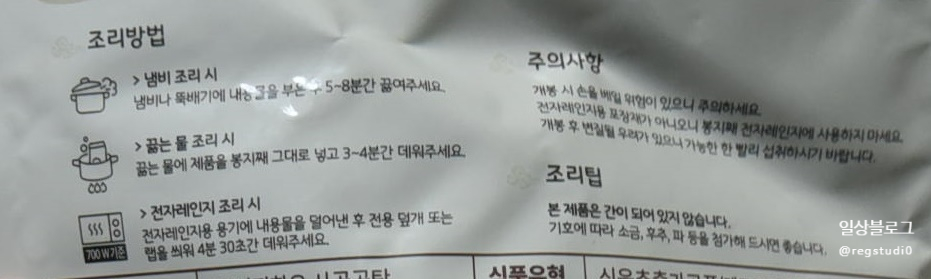 조리방법
> 냄비 조리 시
냄비나 뚝배기에 내용물을 부은 후 5~8분간 끓여주세요.
> 끓는 물 조리 시
끓는 물에 제품을 봉지째 그대로 넣고 3~4분간 데워주세요.
> 전자레인지 조리 시
전자레인지용 용기에 내용물을 덜어낸 후 전용 덮개 또는
랩을 씌워 4분 30초간 데워주세요.
700W기준
주의사항
개봉 시 손을 베일 위험이 있으니 주의하세요.
전자레인지용 포장재가 아니오니 봉지째 전자레인지에 사용하지 마세요.
개봉 후 변질될 우려가 있으니 가능한 한 빨리 섭취하시기 바랍니다.
조리팁
본 제품은 간이 되어 있지 않습니다.
기호에 따라 소금, 후추, 파 등을 첨가해 드시면 좋습니다.
일상블로그
@regstudi0
식품유형